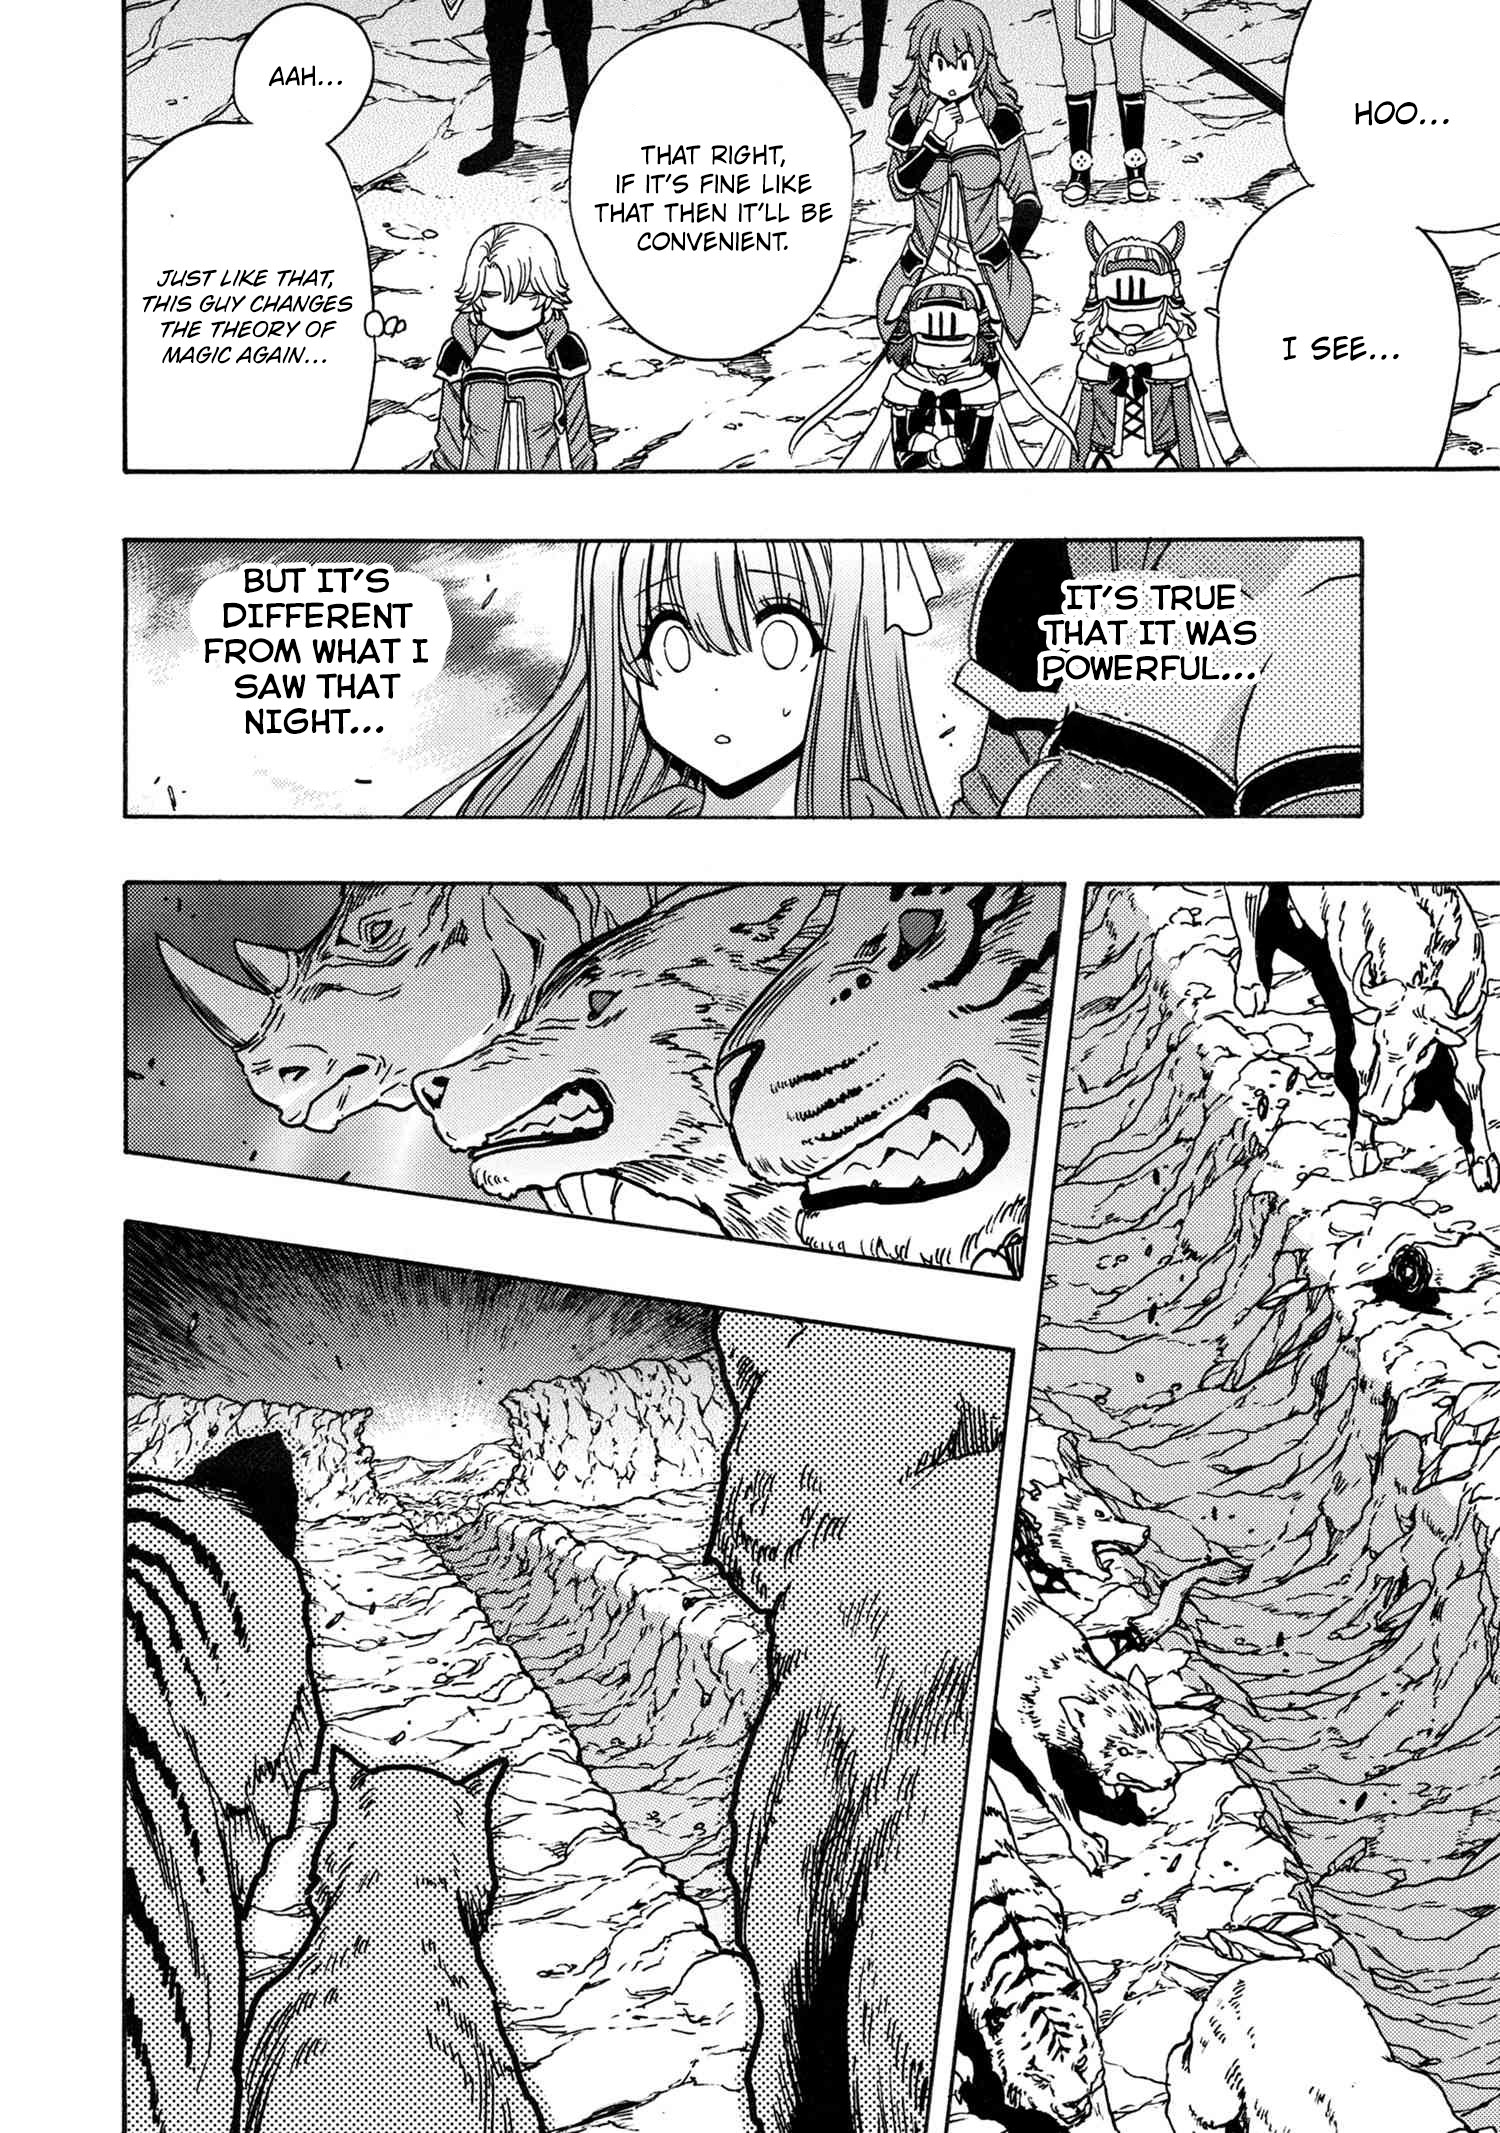 HOO...
I SEE...
THAT RIGHT,
IF IT'S FINE LIKE
THAT THEN IT'LL BE
CONVENIENT.
AAH...
JUST LIKE THAT,
THIS GUY CHANGES
THE THEORY OF
MAGIC AGAIN...
IT'S TRUE
THAT IT WAS
POWERFUL...
BUT IT'S
DIFFERENT
FROM WHAT I
SAW THAT
NIGHT...